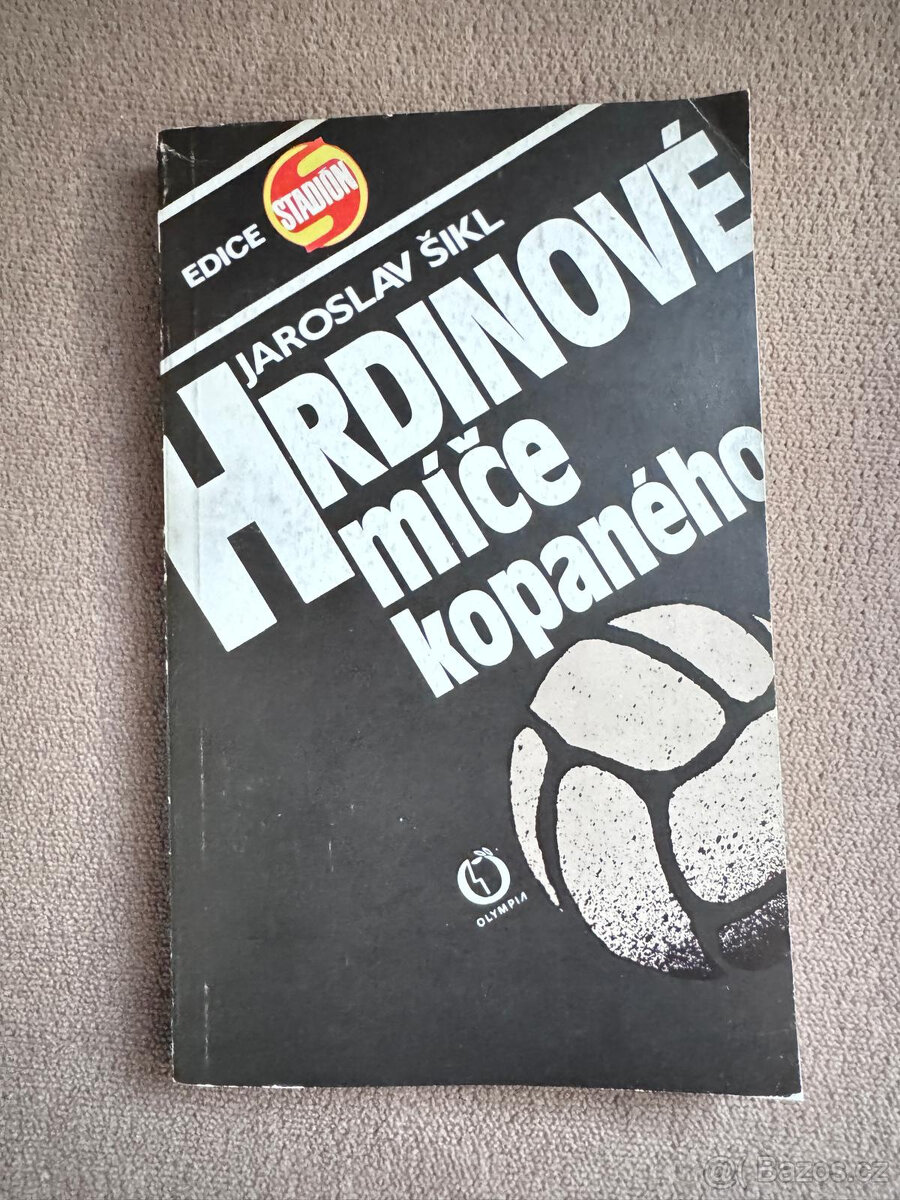 EDICE STADIÓN
JAROSLAV ŠIKL
HRDINOVÉ
míče
kopaného
OLYMPIA
@ Bazos.cz